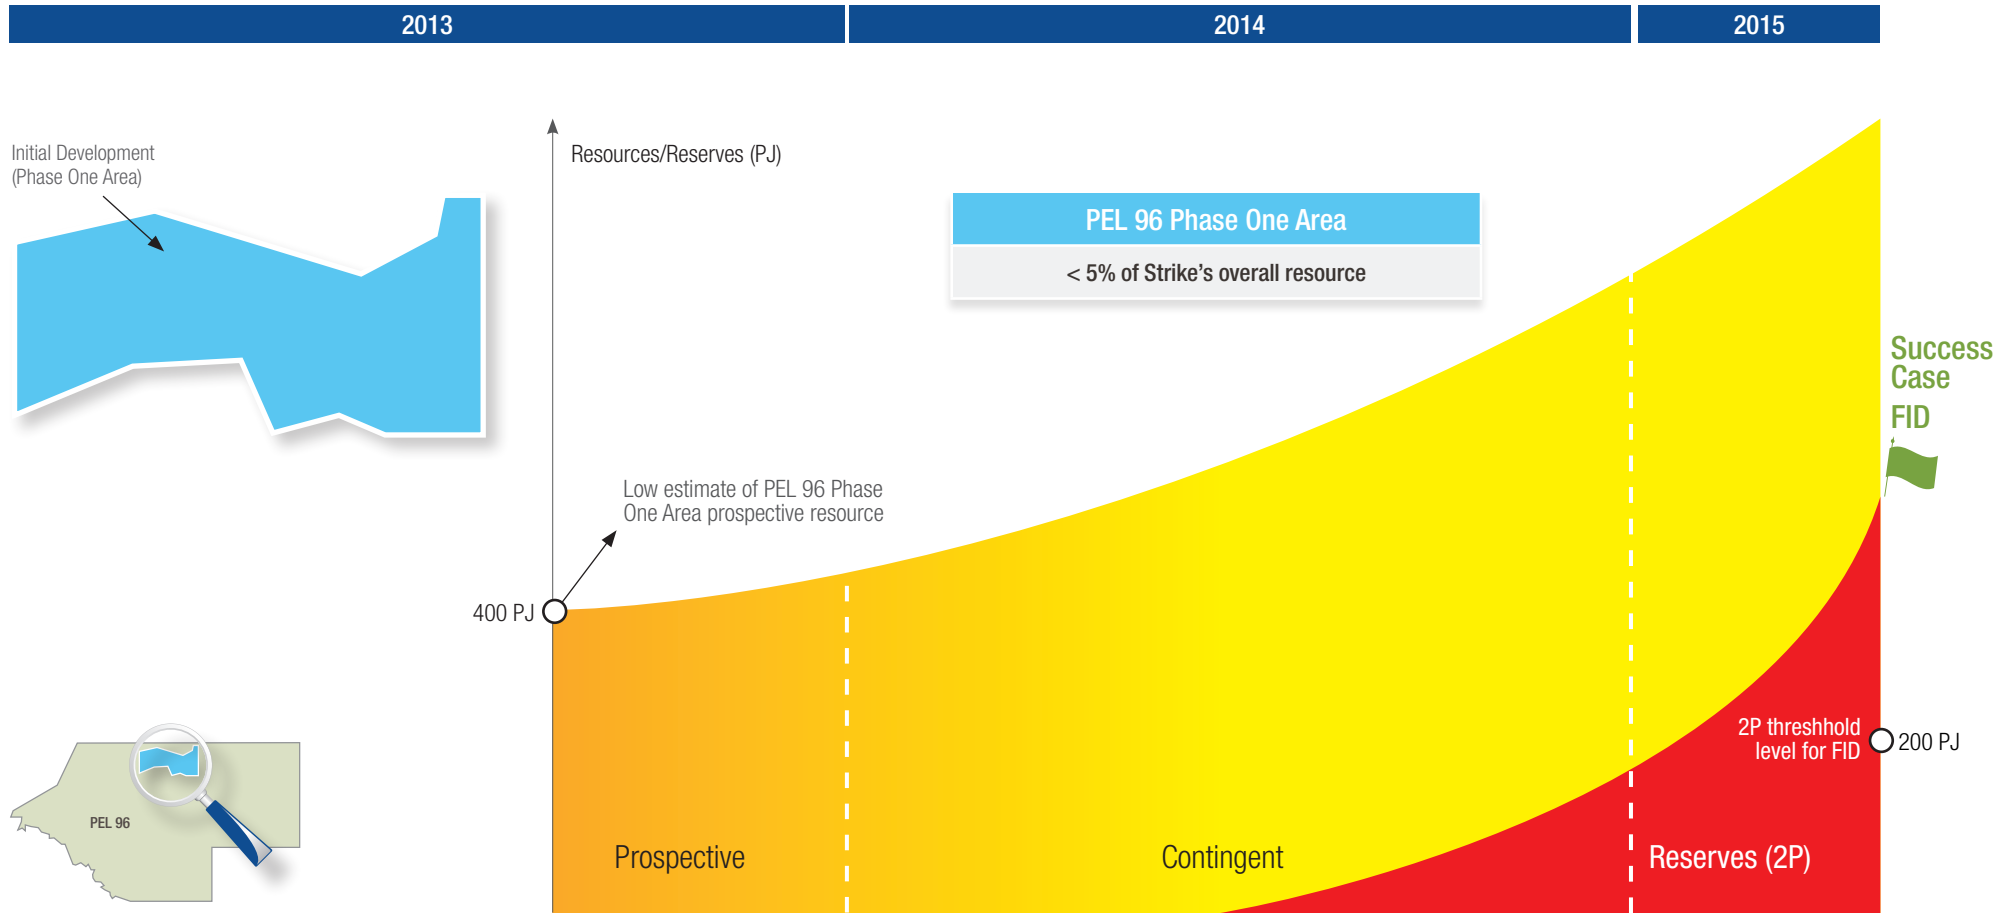 2013
2014
2015
Initial Development
(Phase One Area)
Resources/Reserves (PJ)
PEL 96 Phase One Area
< 5% of Strike’s overall resource
Success
Case
FID
Low estimate of PEL 96 Phase
One Area prospective resource
400 PJ
2P threshhold
level for FID
200 PJ
PEL 96
Prospective
Contingent
Reserves (2P)